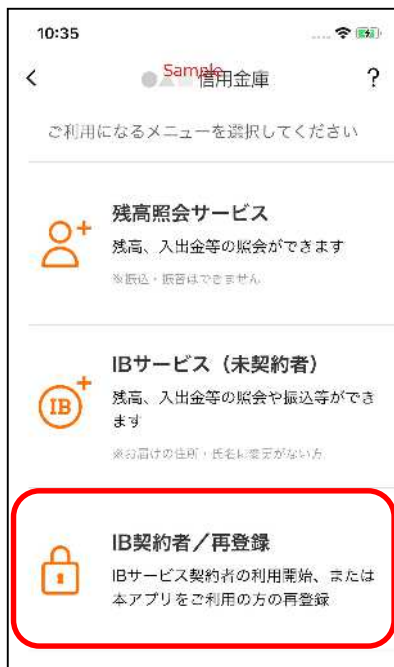 10:35
Sample
●▲■信用金庫
?
ご利用になるメニューを選択してください
残高照会サービス
残高、入出金等の照会ができます
※振込・振替はできません
IBサービス（未契約者）
IB
残高、入出金等の照会や振込等ができ
ます
※お届けの住所・氏名に変更がない方
IB契約者／再登録
IBサービス契約者の利用開始、または
本アプリをご利用の方の再登録